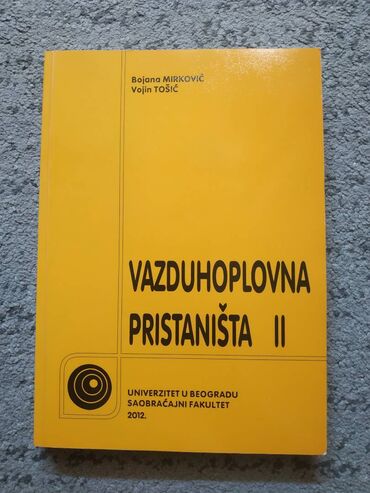 Bojana MIRKOVIĆ
Vojin TOŠIĆ
VAZDUHOPLOVNA
PRISTANIŠTA II
UNIVERZITET U BEOGRADU
SAOBRAĆAJNI FAKULTET
2012.